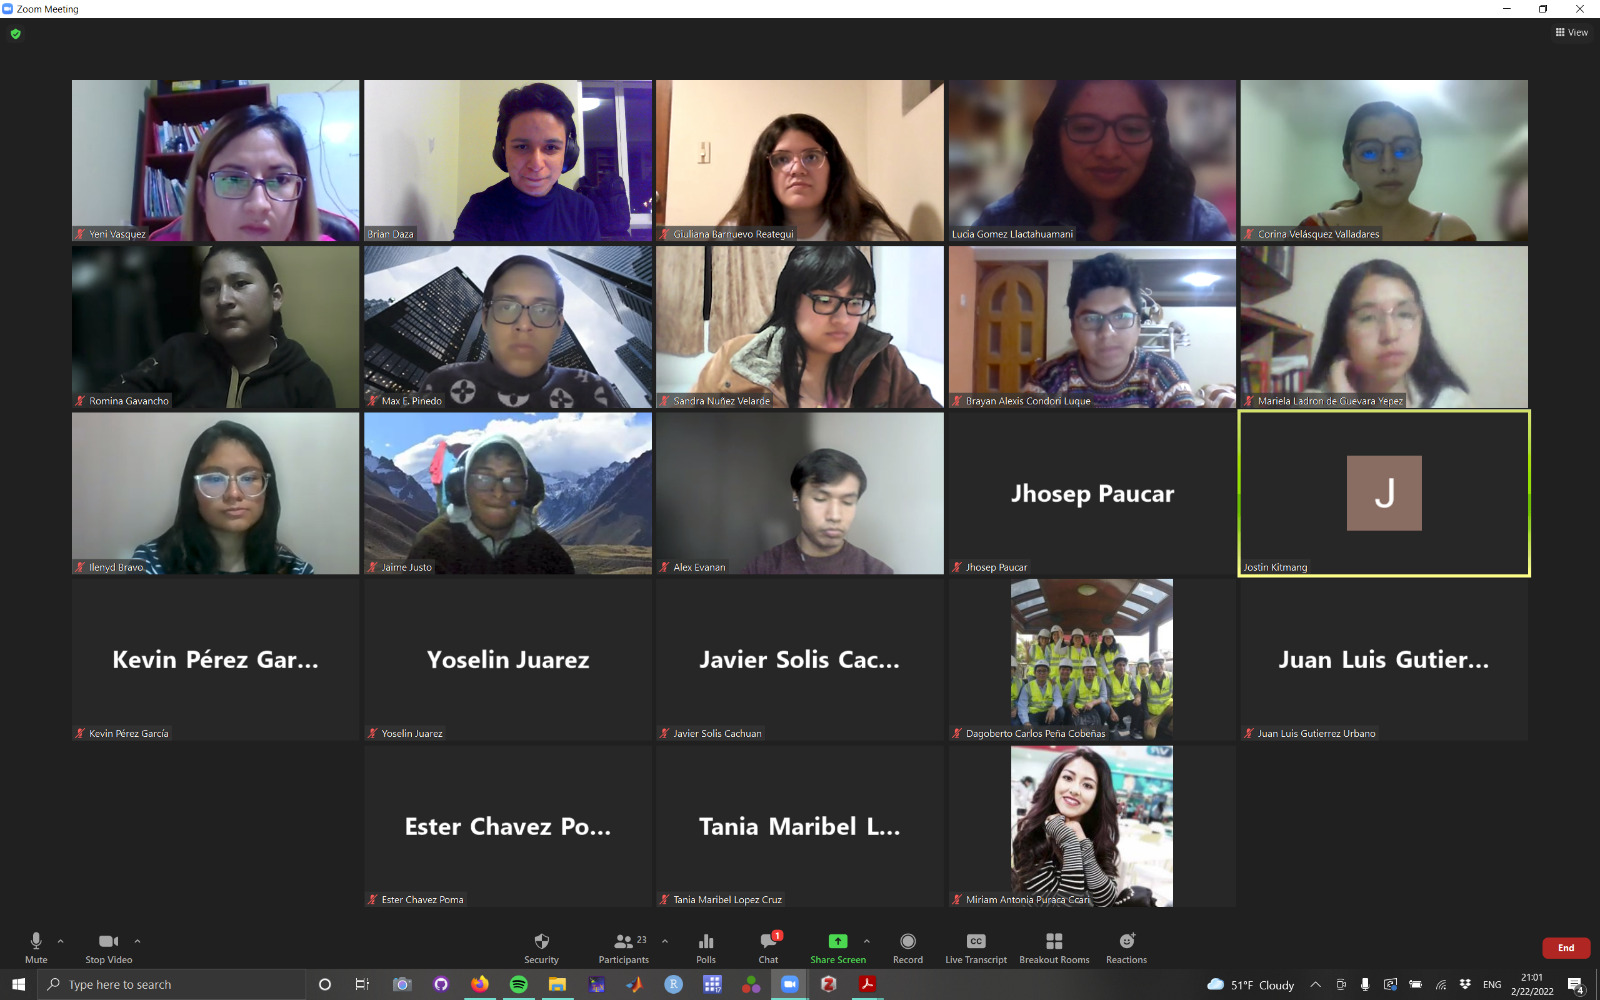 Zoom Meeting
View
Yeni Vasquez
Brian Daza
Giuliana Barnuevo Reategui
Lucia Gomez Llactahuamani
Corina Velásquez Valladares
Romina Gavancho
Max E. Pinedo
Sandra Nuñez Velarde
Brayan Alexis Condori Luque
Mariela Ladron de Guevara Yepez
Ilenyd Bravo
Jaime Justo
Alex Evanan
Jhosep Paucar
Jhosep Paucar
J
Jostin Kitmang
Kevin Pérez Gar...
Kevin Pérez García
Yoselin Juarez
Yoselin Juarez
Javier Solis Cac...
Javier Solis Cachuan
Dagoberto Carlos Peña Cobeñas
Juan Luis Gutier...
Juan Luis Gutierrez Urbano
Ester Chavez Po...
Ester Chavez Poma
Tania Maribel L...
Tania Maribel Lopez Cruz
Miriam Antonia Puraca Ccari
Mute
Stop Video
Security
23
Participants
Polls
1
Chat
Share Screen
Record
CC
Live Transcript
Breakout Rooms
Reactions
End
Type here to search
R
17
Z
51°F Cloudy
ENG
21:01
2/22/2022
4